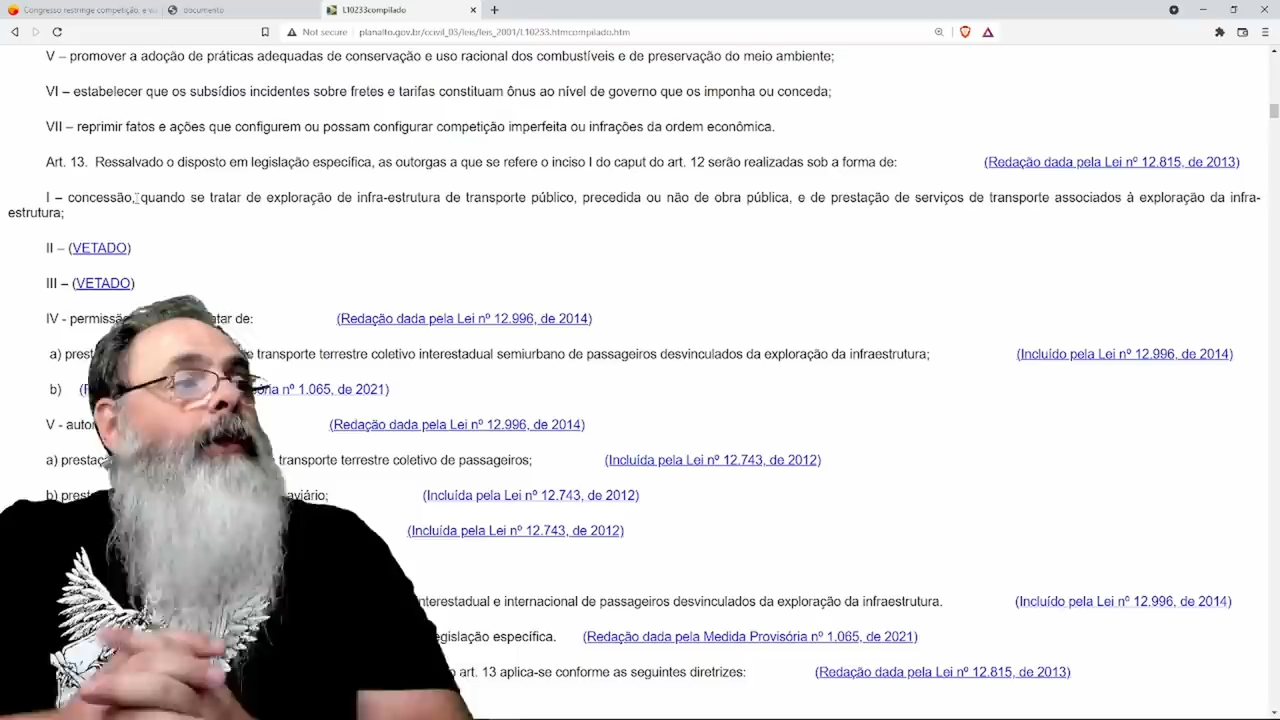 Congresso restringe competição, e vi
documento
L10233compilado
Not secure planalto.gov.br/ccivil_03/leis/leis_2001/L10233.htmcompilado.htm
V – promover a adoção de práticas adequadas de conservação e uso racional dos combustíveis e de preservação do meio ambiente;
VI – estabelecer que os subsídios incidentes sobre fretes e tarifas constituam ônus ao nível de governo que os imponha ou conceda;
VII – reprimir fatos e ações que configurem ou possam configurar competição imperfeita ou infrações da ordem econômica.
Art. 13. Ressalvado o disposto em legislação específica, as outorgas a que se refere o inciso I do caput do art. 12 serão realizadas sob a forma de: (Redação dada pela Lei nº 12.815, de 2013)
I – concessão, quando se tratar de exploração de infra-estrutura de transporte público, precedida ou não de obra pública, e de prestação de serviços de transporte associados à exploração da infra-
estrutura;
II – (VETADO)
III – (VETADO)
IV - permiss atar de: (Redação dada pela Lei nº 12.996, de 2014)
a) prest e transporte terrestre coletivo interestadual semiurbano de passageiros desvinculados da exploração da infraestrutura; (Incluído pela Lei nº 12.996, de 2014)
b) ória nº 1.065, de 2021)
V - auto (Redação dada pela Lei nº 12.996, de 2014)
a) presta transporte terrestre coletivo de passageiros; (Incluída pela Lei nº 12.743, de 2012)
b) prest aviário; (Incluída pela Lei nº 12.743, de 2012)
(Incluída pela Lei nº 12.743, de 2012)
nterestadual e internacional de passageiros desvinculados da exploração da infraestrutura. (Incluído pela Lei nº 12.996, de 2014)
egislação específica. (Redação dada pela Medida Provisória nº 1.065, de 2021)
art. 13 aplica-se conforme as seguintes diretrizes: (Redação dada pela Lei nº 12.815, de 2013)